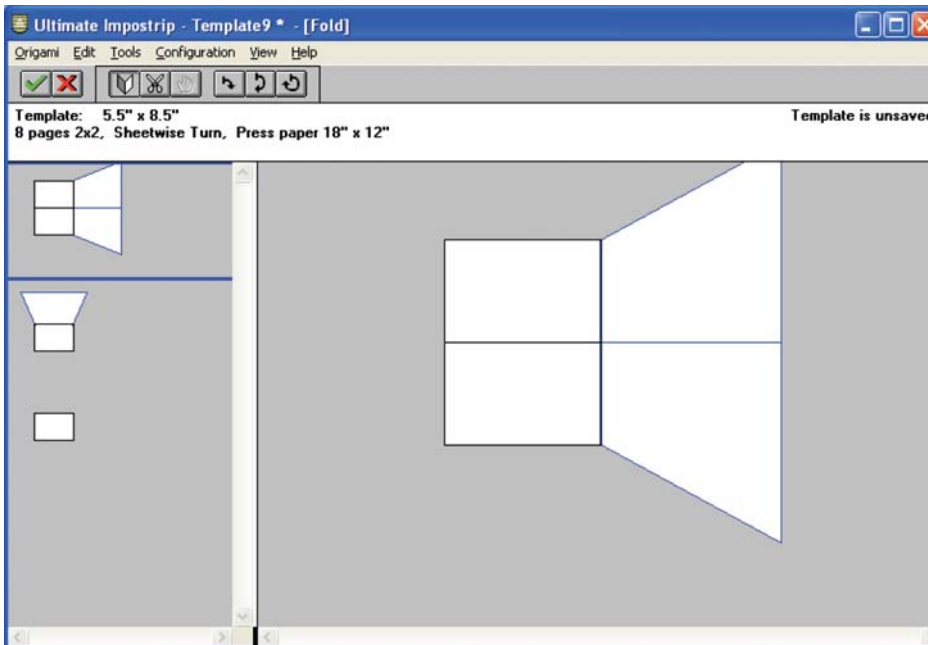 Ultimate Impostrip - Template9 * - [Fold]
Origami Edit Tools Configuration View Help
Template: 5.5" x 8.5"
Template is unsaved
8 pages 2x2, Sheetwise Turn, Press paper 18" x 12"